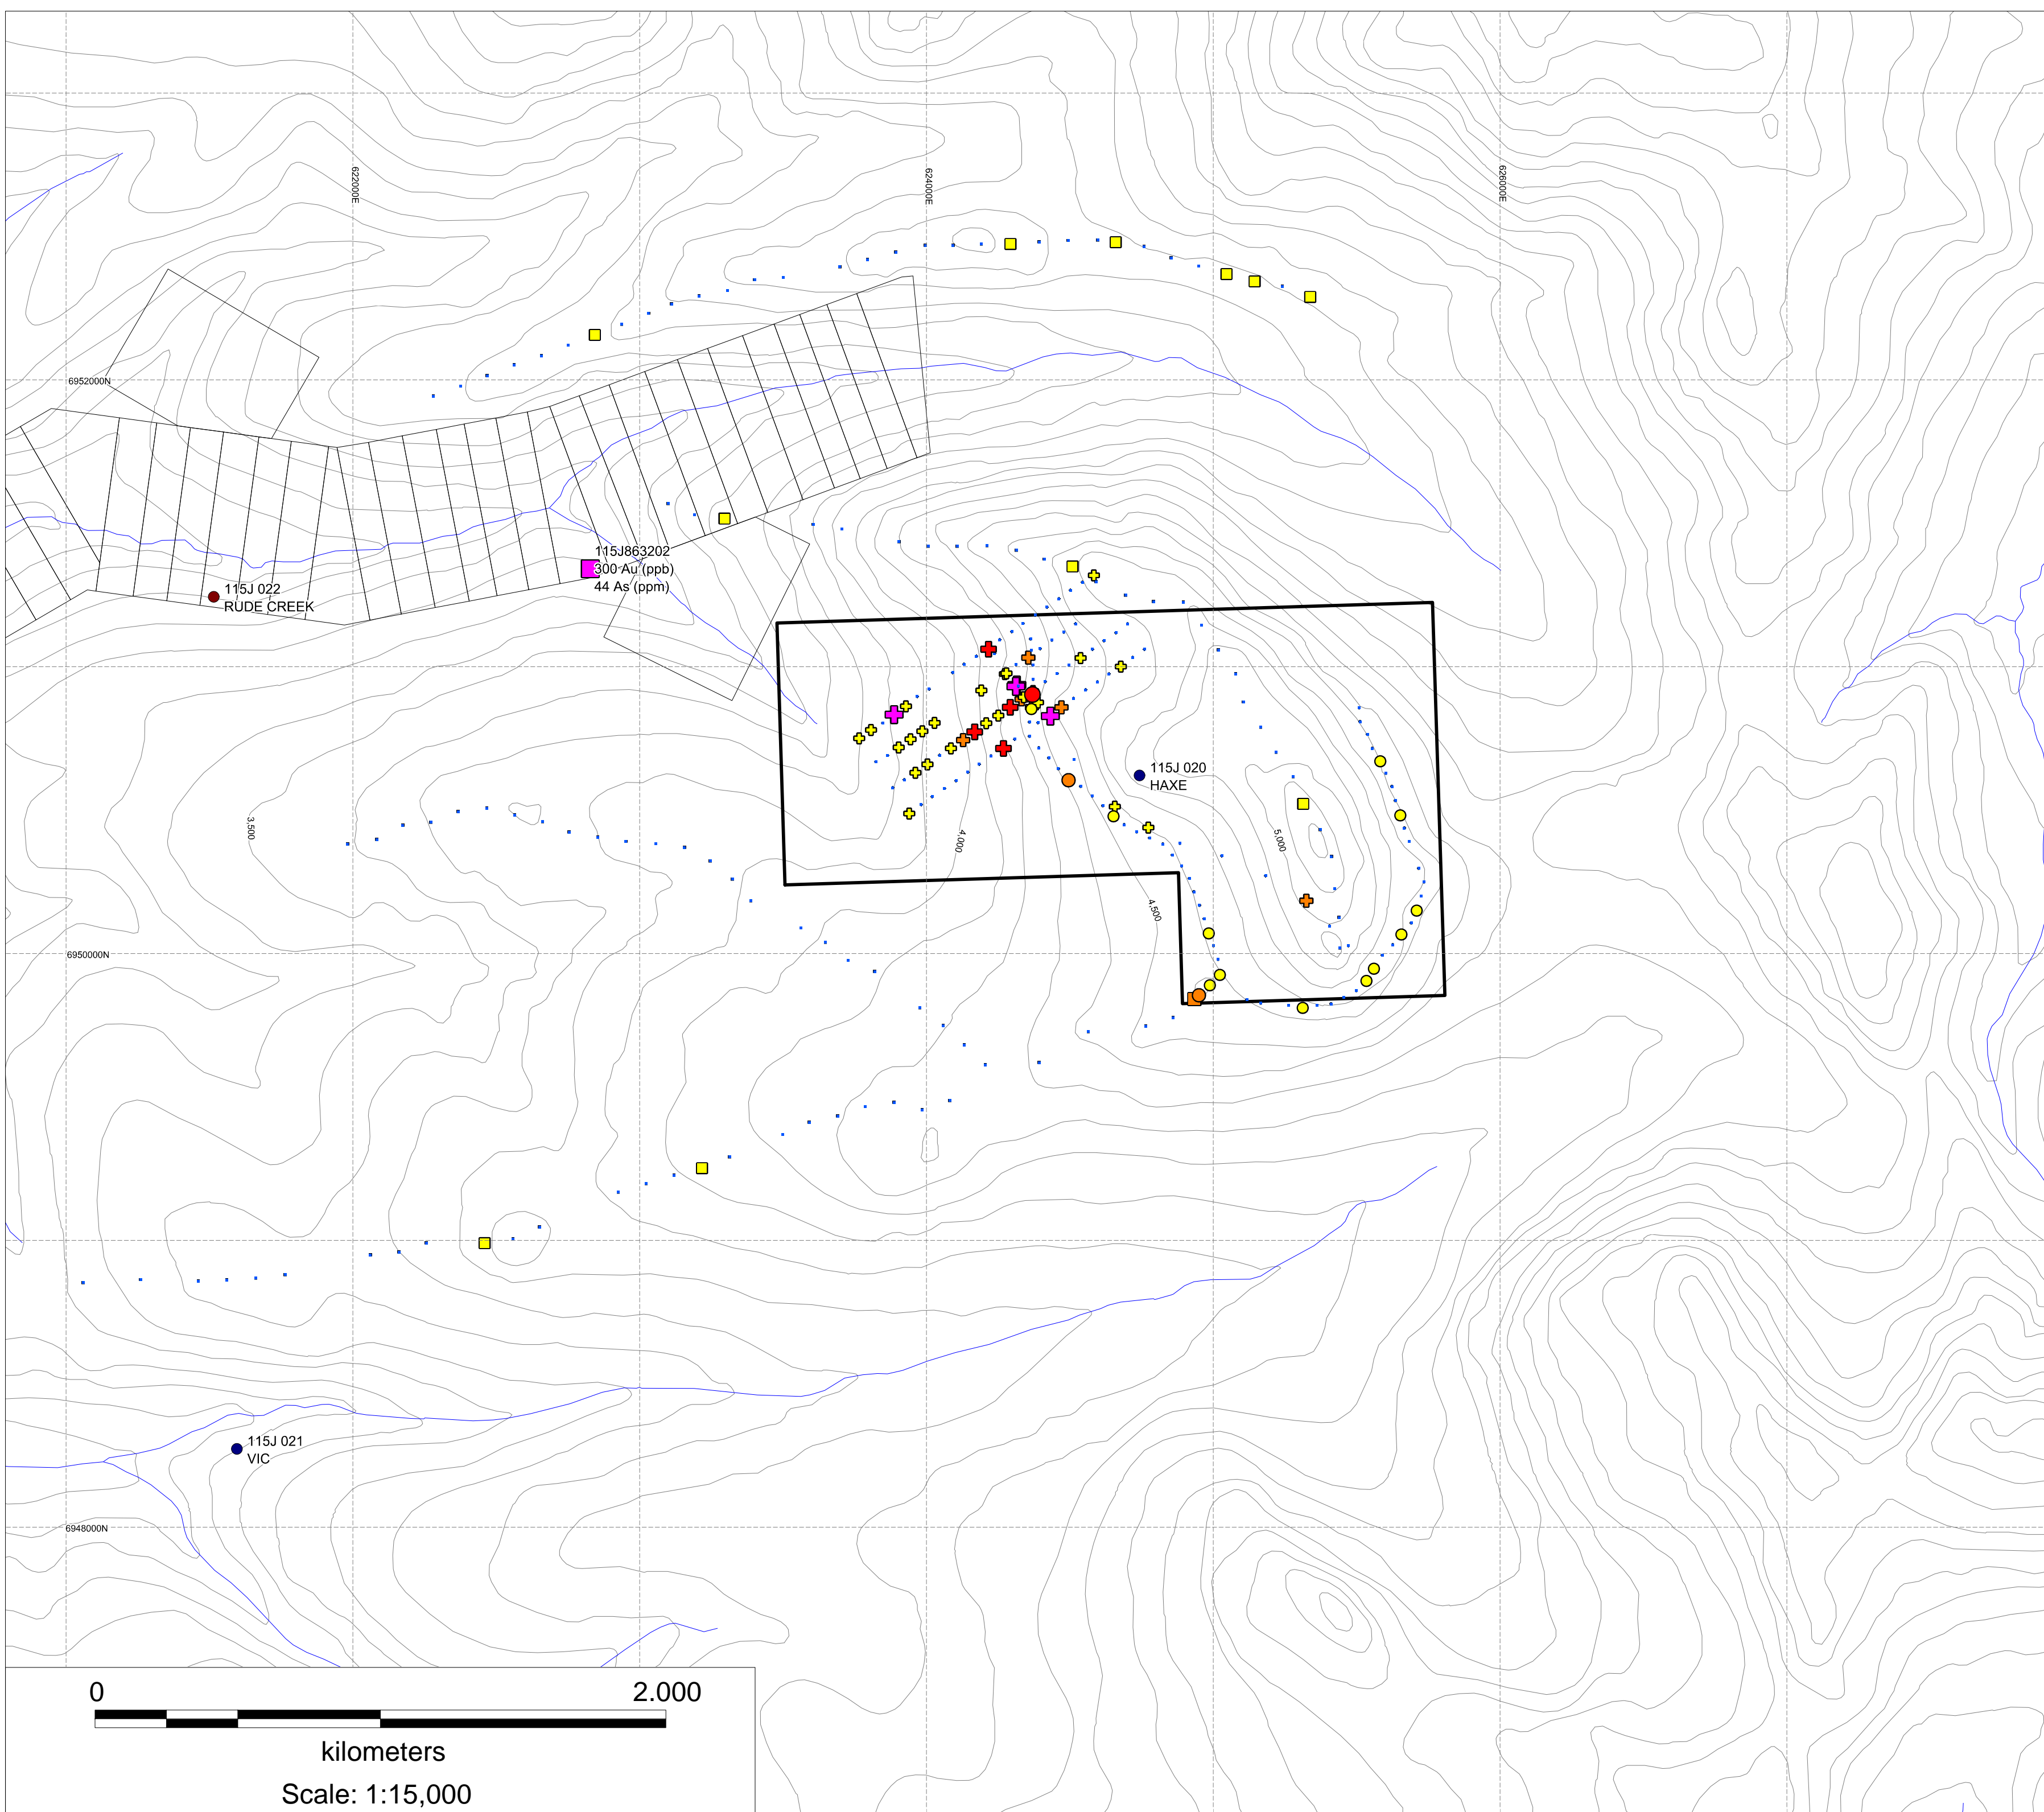 622000E
624000E
626000E
6952000N
115J863202
300 Au (ppb)
44 As (ppm)
115J 022
RUDE CREEK
115J 020
HAXE
3,500
4,000
5,000
4,500
6950000N
115J 021
VIC
6948000N
0 2.000
kilometers
Scale: 1:15,000